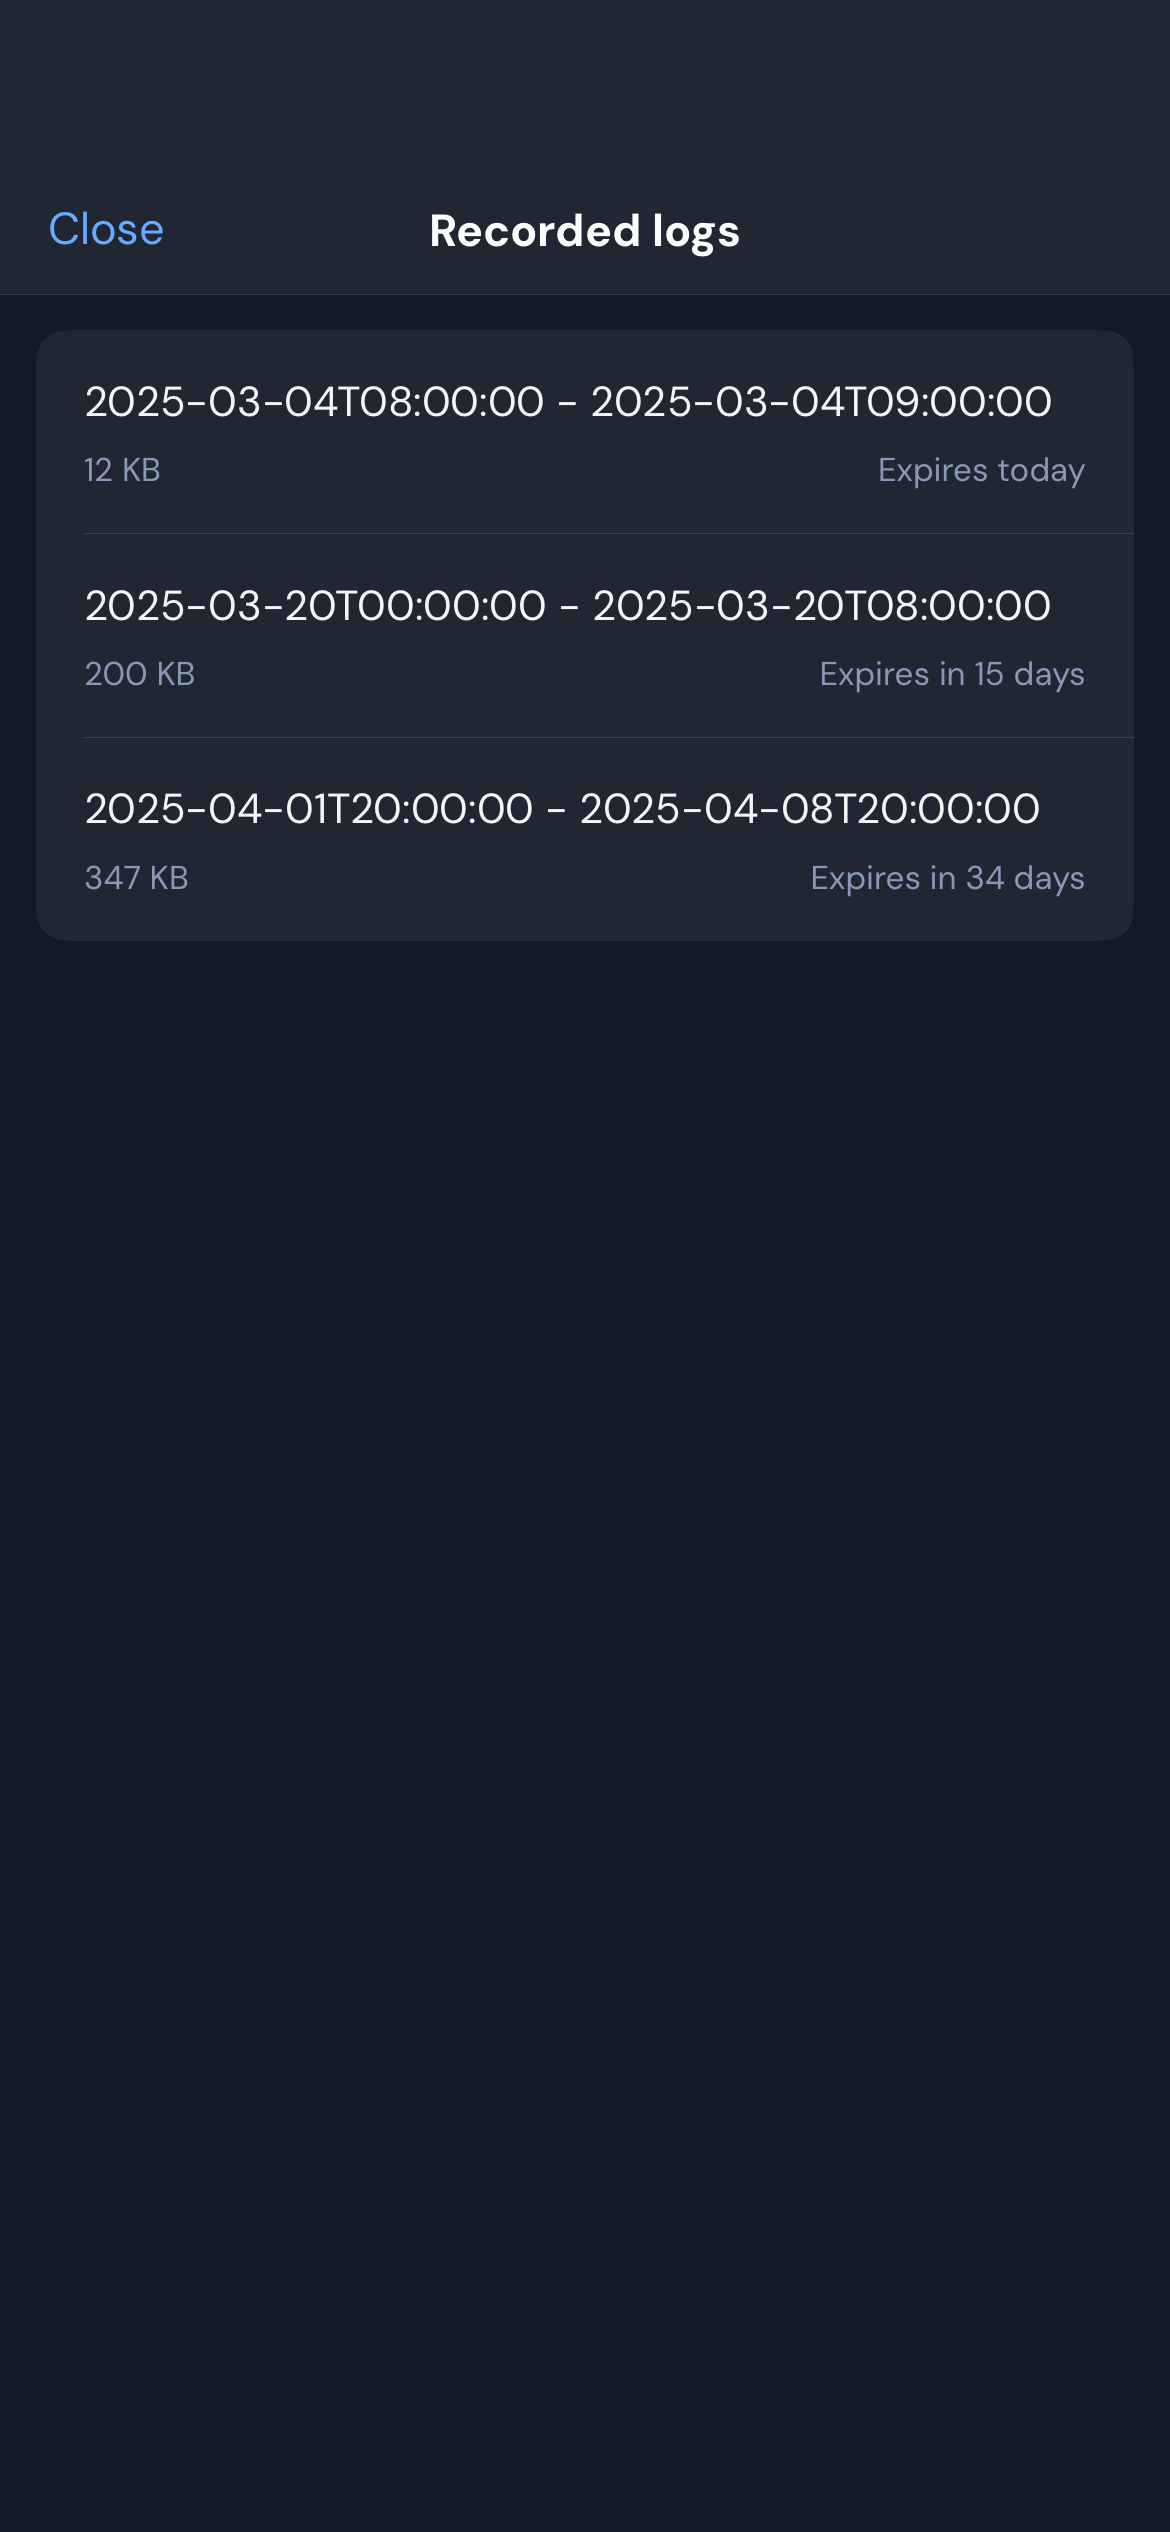 Close
Recorded logs
2025-03-04T08:00:00 - 2025-03-04T09:00:00
12 KB
Expires today
2025-03-20T00:00:00 - 2025-03-20T08:00:00
200 KB
Expires in 15 days
2025-04-01T20:00:00 - 2025-04-08T20:00:00
347 KB
Expires in 34 days